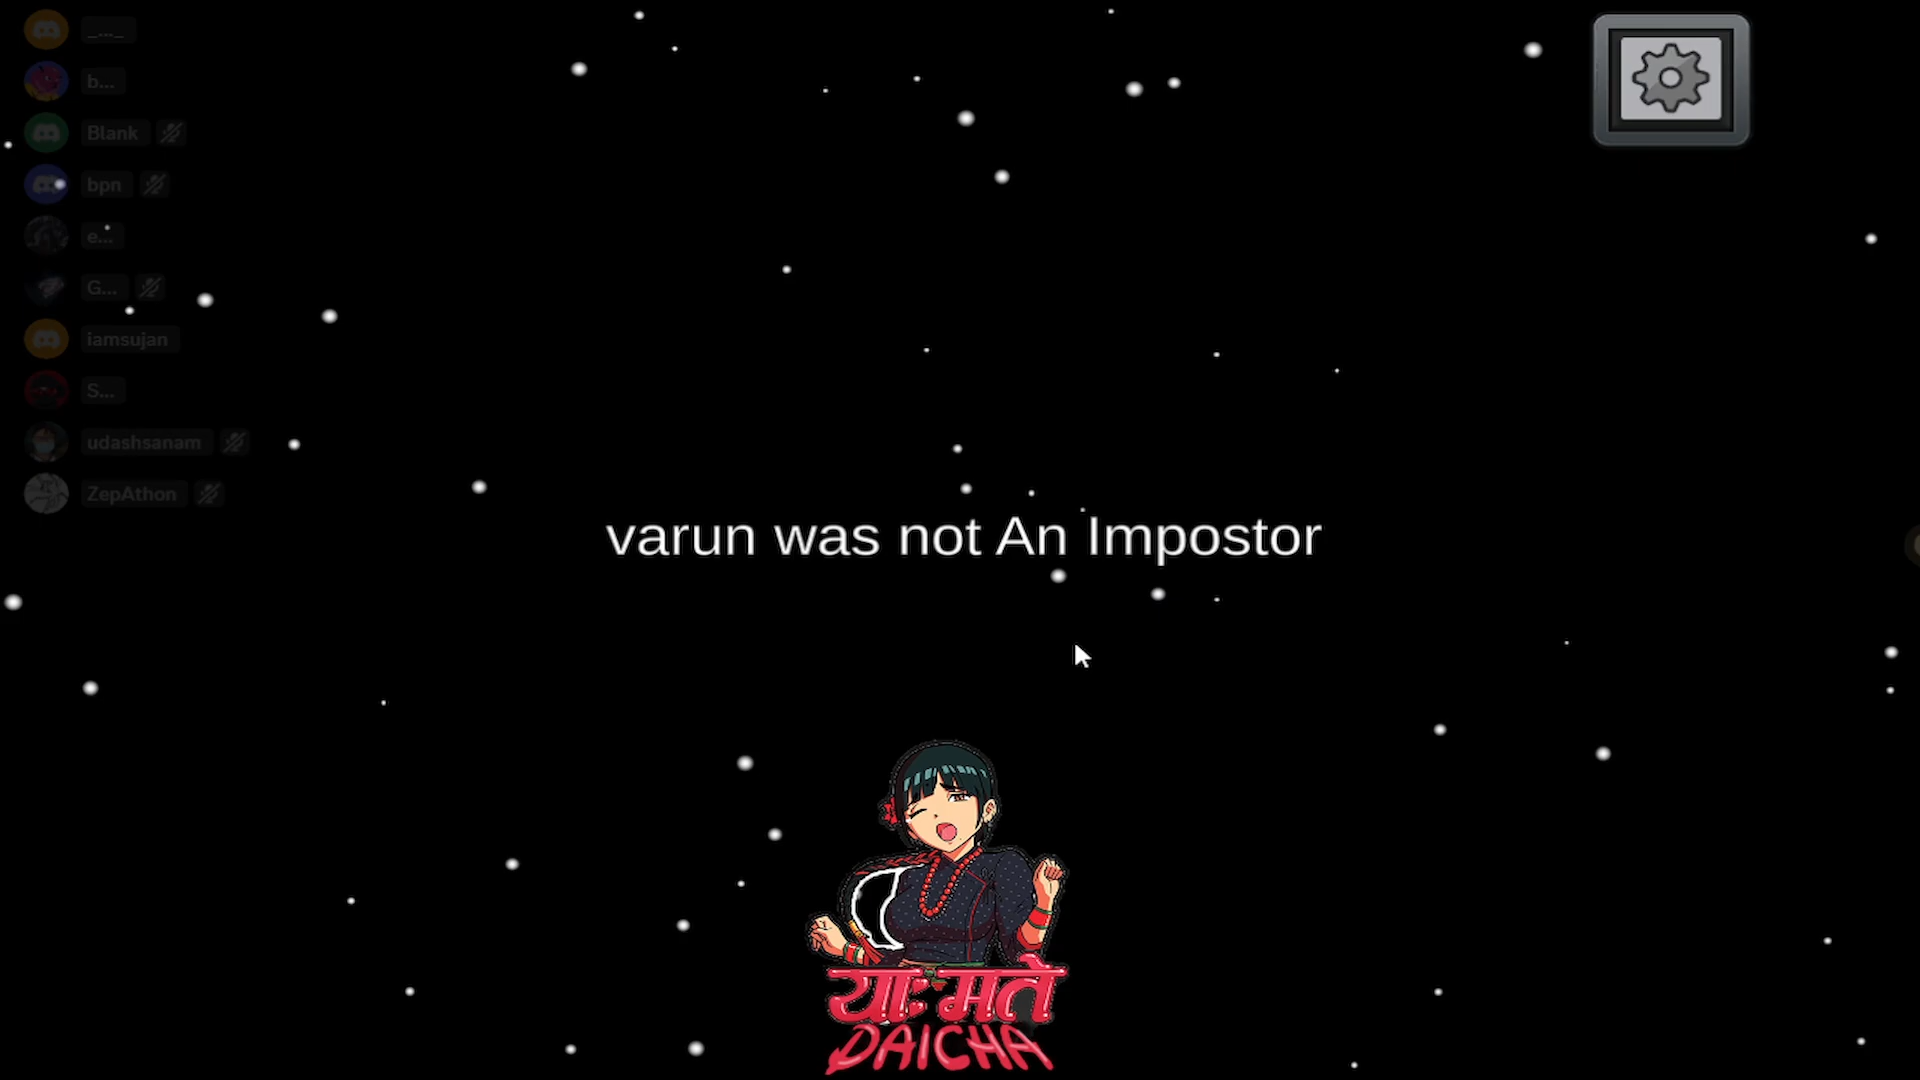 _..._
b...
Blank
bpn
e...
G...
iamsujan
S...
udashsanam
ZepAthon
varun was not An Impostor
याःमते
DAICHA